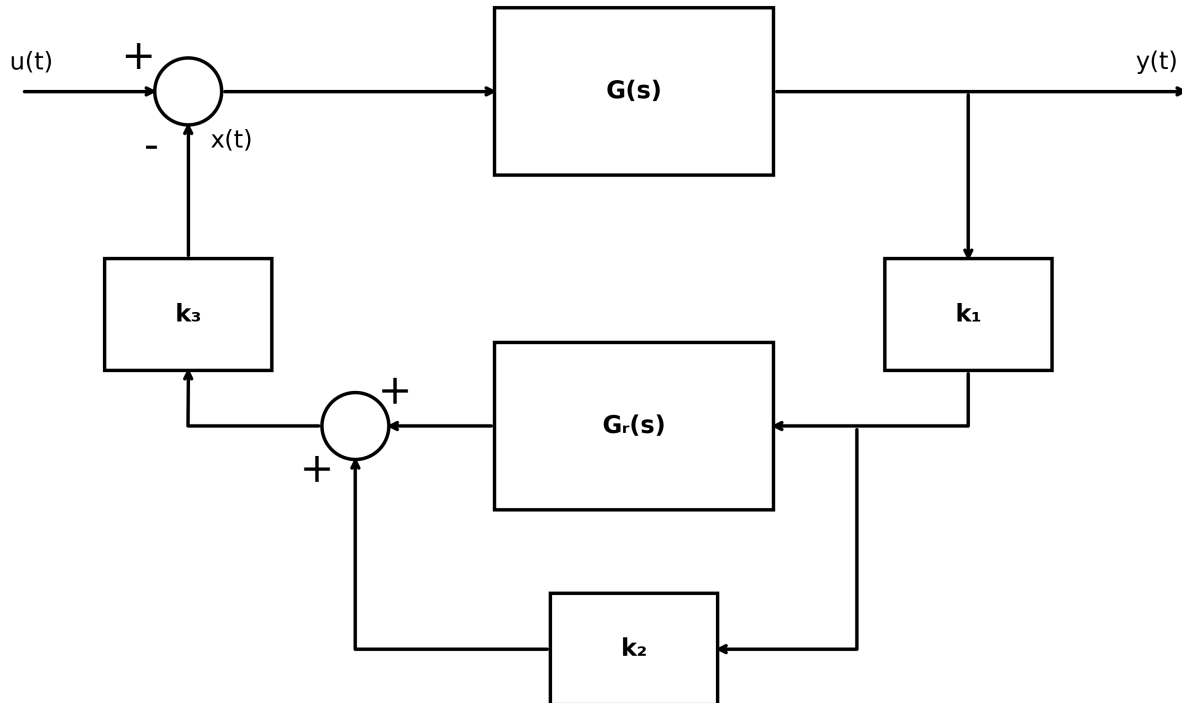 +
u(t)
y(t)
G(s)
-
x(t)
k₃
k₁
+
Gᵣ(s)
+
k₂